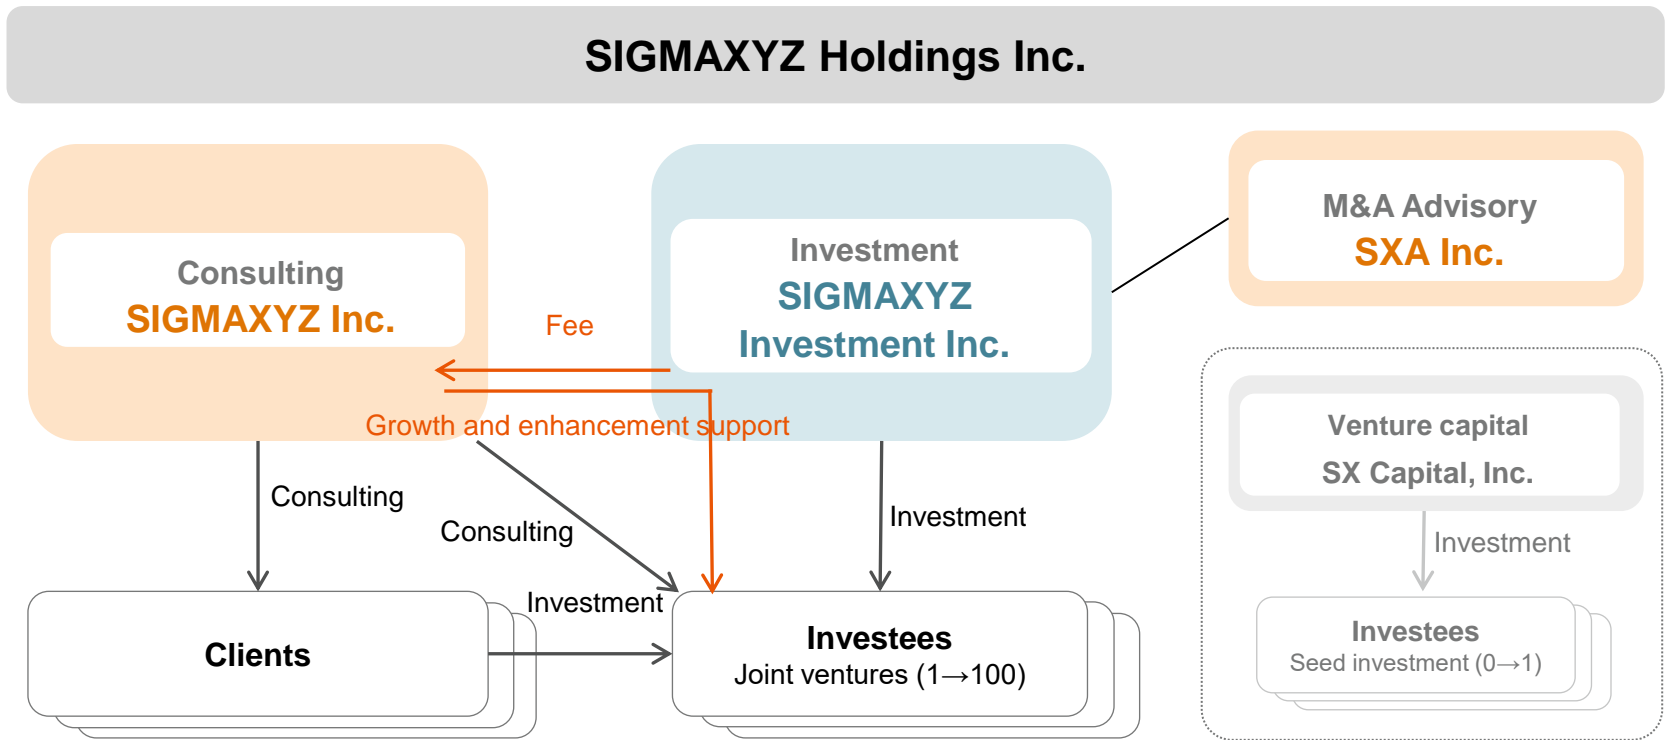 SIGMAXYZ Holdings Inc.
Consulting
SIGMAXYZ Inc.
Investment
SIGMAXYZ
Investment Inc.
M&A Advisory
SXA Inc.
Fee
Growth and enhancement support
Venture capital
SX Capital, Inc.
Consulting
Consulting
Investment
Investment
Investment
Clients
Investees
Joint ventures (1→100)
Investees
Seed investment (0→1)